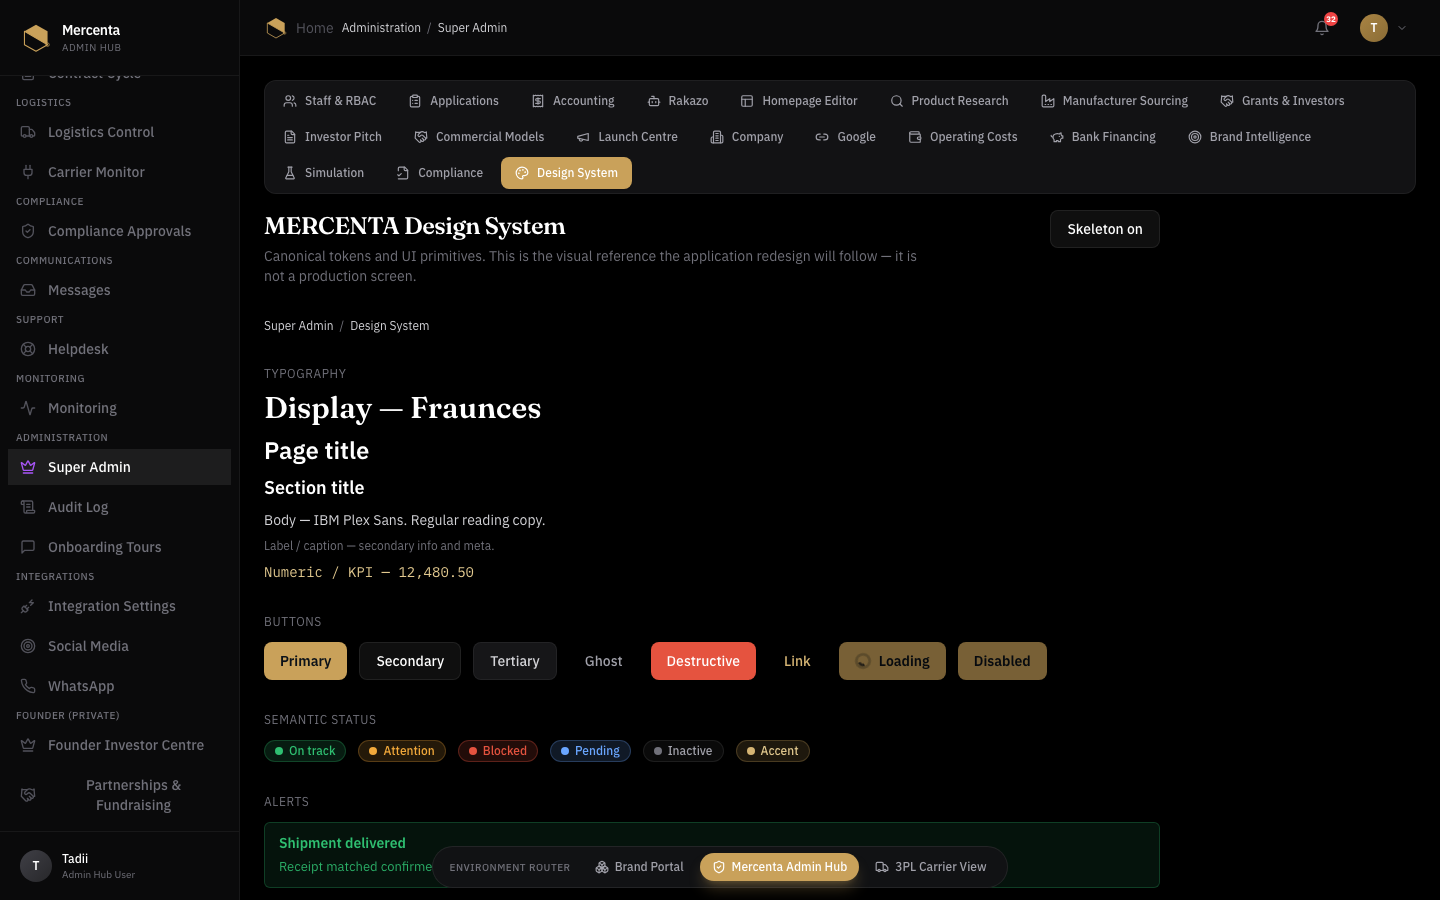 Mercenta
ADMIN HUB
Contract Cycle
LOGISTICS
Logistics Control
Carrier Monitor
COMPLIANCE
Compliance Approvals
COMMUNICATIONS
Messages
SUPPORT
Helpdesk
MONITORING
Monitoring
ADMINISTRATION
Super Admin
Audit Log
Onboarding Tours
INTEGRATIONS
Integration Settings
Social Media
WhatsApp
FOUNDER (PRIVATE)
Founder Investor Centre
Partnerships &
Fundraising
T
Tadii
Admin Hub User
Home Administration / Super Admin
32
T
Staff & RBAC Applications Accounting Rakazo Homepage Editor Product Research Manufacturer Sourcing Grants & Investors
Investor Pitch Commercial Models Launch Centre Company Google Operating Costs Bank Financing Brand Intelligence
Simulation Compliance Design System
MERCENTA Design System
Skeleton on
Canonical tokens and UI primitives. This is the visual reference the application redesign will follow — it is
not a production screen.
Super Admin / Design System
TYPOGRAPHY
Display — Fraunces
Page title
Section title
Body — IBM Plex Sans. Regular reading copy.
Label / caption — secondary info and meta.
Numeric / KPI — 12,480.50
BUTTONS
Primary Secondary Tertiary Ghost Destructive Link Loading Disabled
SEMANTIC STATUS
On track Attention Blocked Pending Inactive Accent
ALERTS
Shipment delivered
Receipt matched confirme
ENVIRONMENT ROUTER Brand Portal Mercenta Admin Hub 3PL Carrier View